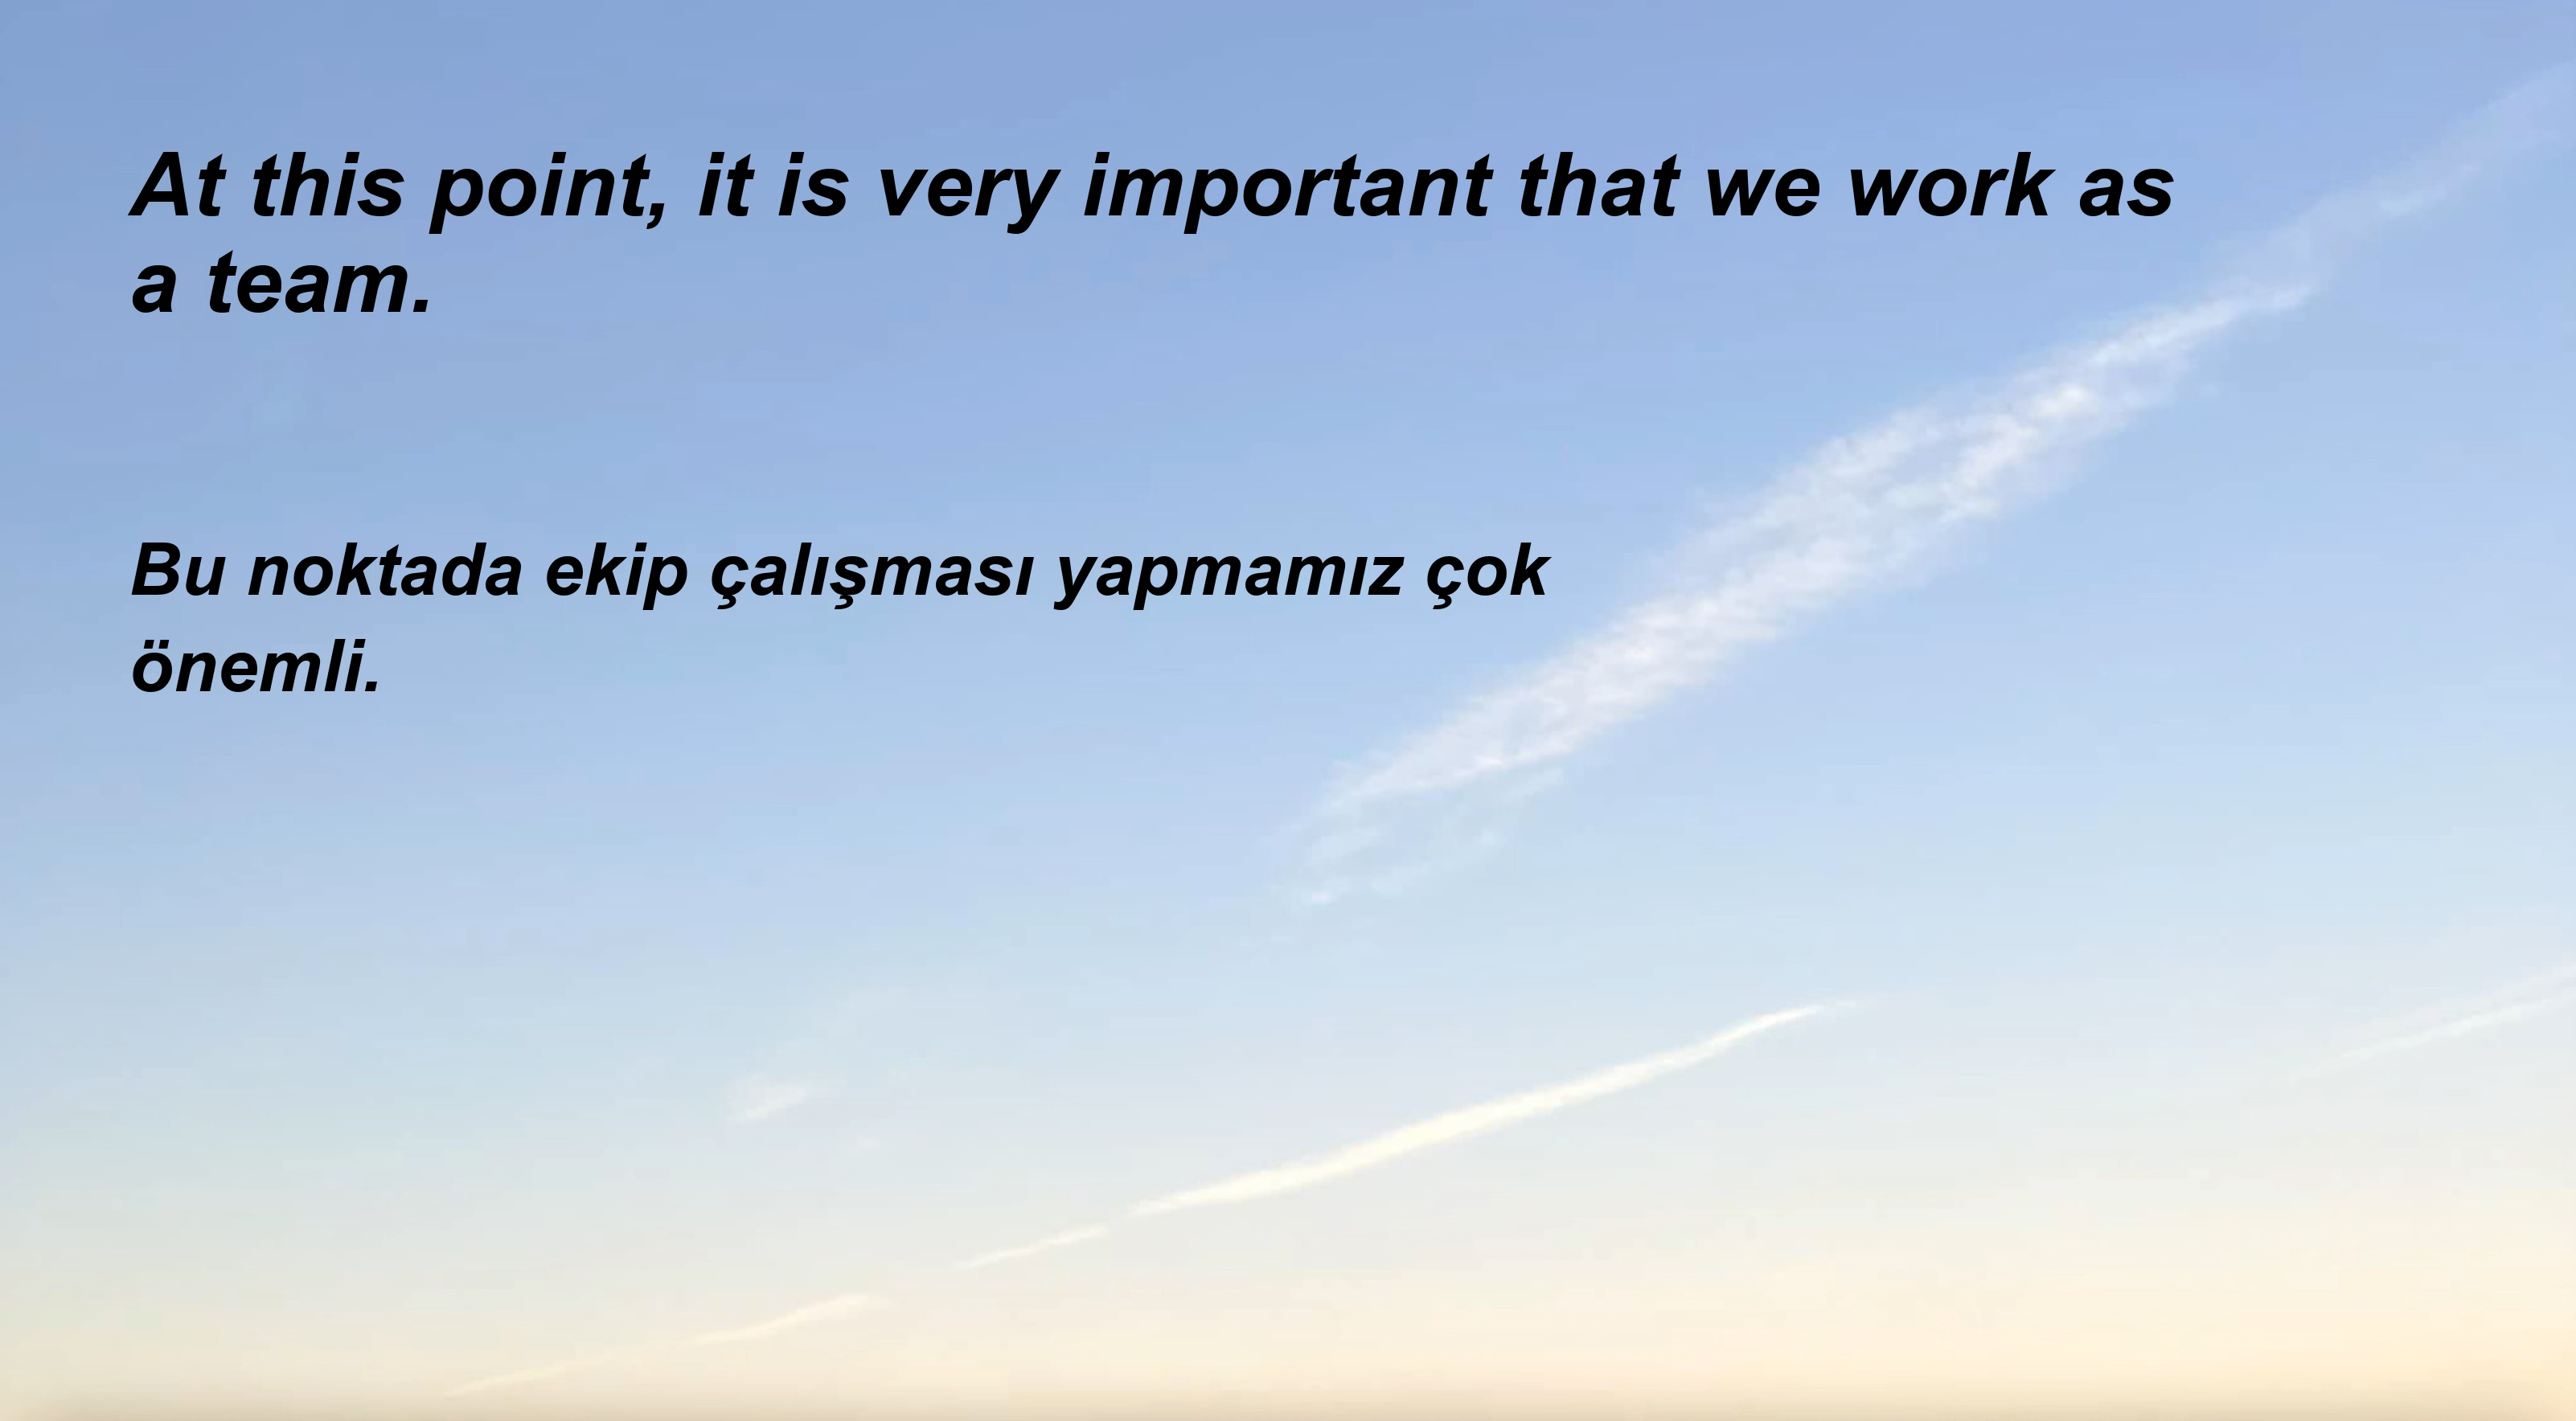 At this point, it is very important that we work as
a team.
Bu noktada ekip çalışması yapmamız çok
önemli.